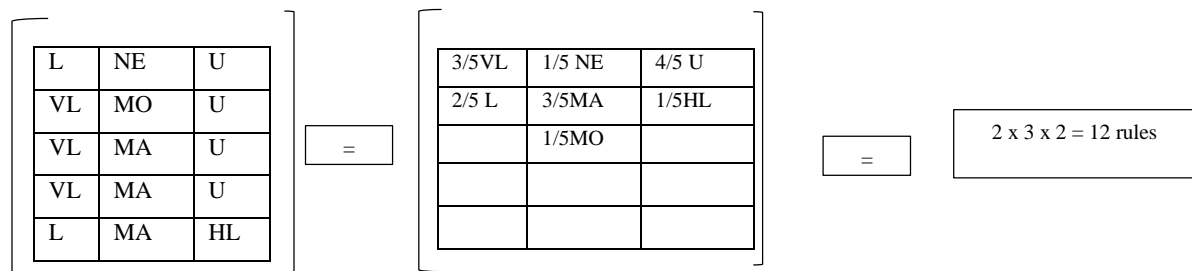 L NE U
VL MO U
VL MA U
VL MA U
L MA HL
=
3/5VL 1/5 NE 4/5 U
2/5 L 3/5MA 1/5HL
1/5MO
=
2 x 3 x 2 = 12 rules